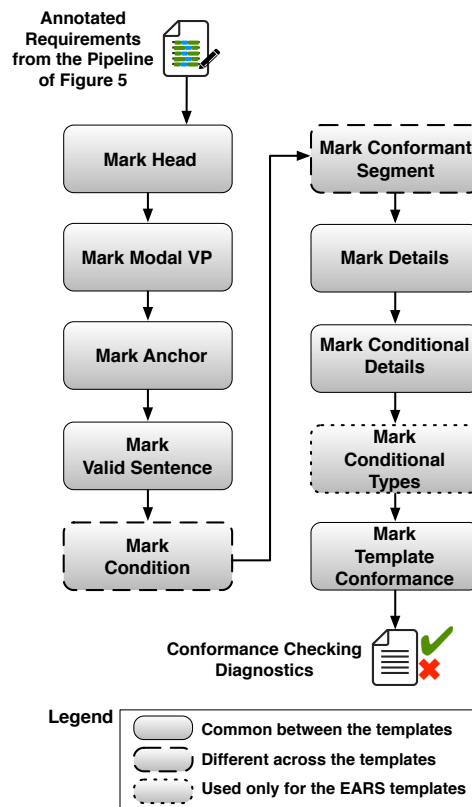 Annotated
Requirements
from the Pipeline
of Figure 5
Mark Head
Mark Modal VP
Mark Anchor
Mark
Valid Sentence
Mark
Condition
Mark Conformant
Segment
Mark Details
Mark Conditional
Details
Mark
Conditional
Types
Mark
Template
Conformance
Conformance Checking
Diagnostics
Legend
Common between the templates
Different across the templates
Used only for the EARS templates